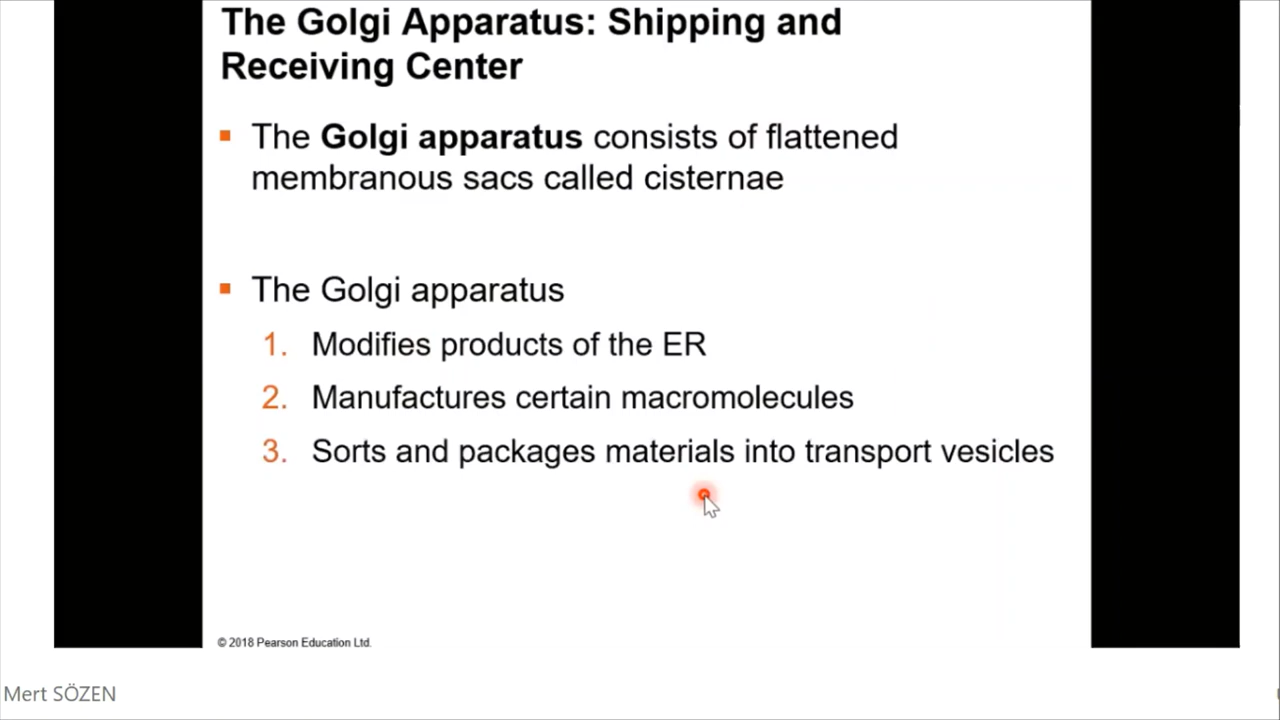 The Golgi Apparatus: Shipping and
Receiving Center
The Golgi apparatus consists of flattened
membranous sacs called cisternae
The Golgi apparatus
1. Modifies products of the ER
2. Manufactures certain macromolecules
3. Sorts and packages materials into transport vesicles
© 2018 Pearson Education Ltd.
Mert SÖZEN